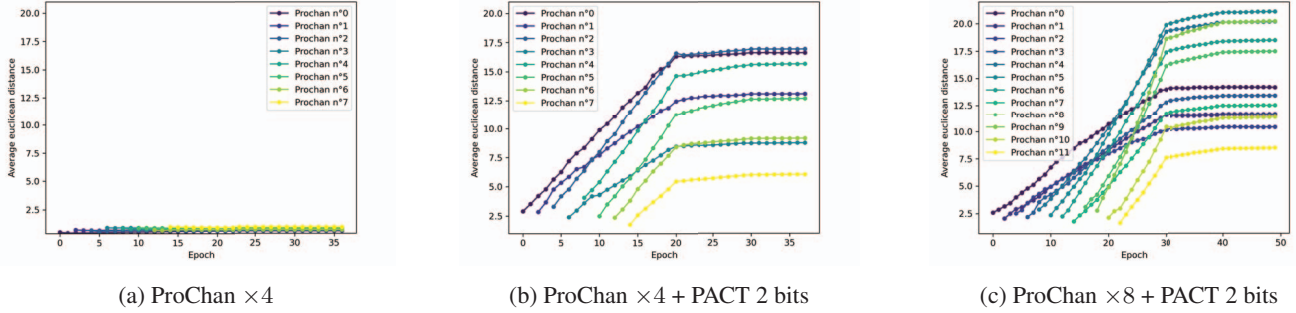 20.0
17.5
15.0
12.5
10.0
7.5
5.0
2.5
Average euclicean distance
Prochan n°0
Prochan n°1
Prochan n°2
Prochan n°3
Prochan n°4
Prochan n°5
Prochan n°6
Prochan n°7
0 5 10 15 20 25 30 35
Epoch
(a) ProChan ×4
20.0
17.5
15.0
12.5
10.0
7.5
5.0
2.5
Average euclicean distance
Prochan n°0
Prochan n°1
Prochan n°2
Prochan n°3
Prochan n°4
Prochan n°5
Prochan n°6
Prochan n°7
0 5 10 15 20 25 30 35
Epoch
(b) ProChan ×4 + PACT 2 bits
20.0
17.5
15.0
12.5
10.0
7.5
5.0
2.5
Average euclicean distance
Prochan n°0
Prochan n°1
Prochan n°2
Prochan n°3
Prochan n°4
Prochan n°5
Prochan n°6
Prochan n°7
Prochan n°8
Prochan n°9
Prochan n°10
Prochan n°11
0 10 20 30 40 50
Epoch
(c) ProChan ×8 + PACT 2 bits